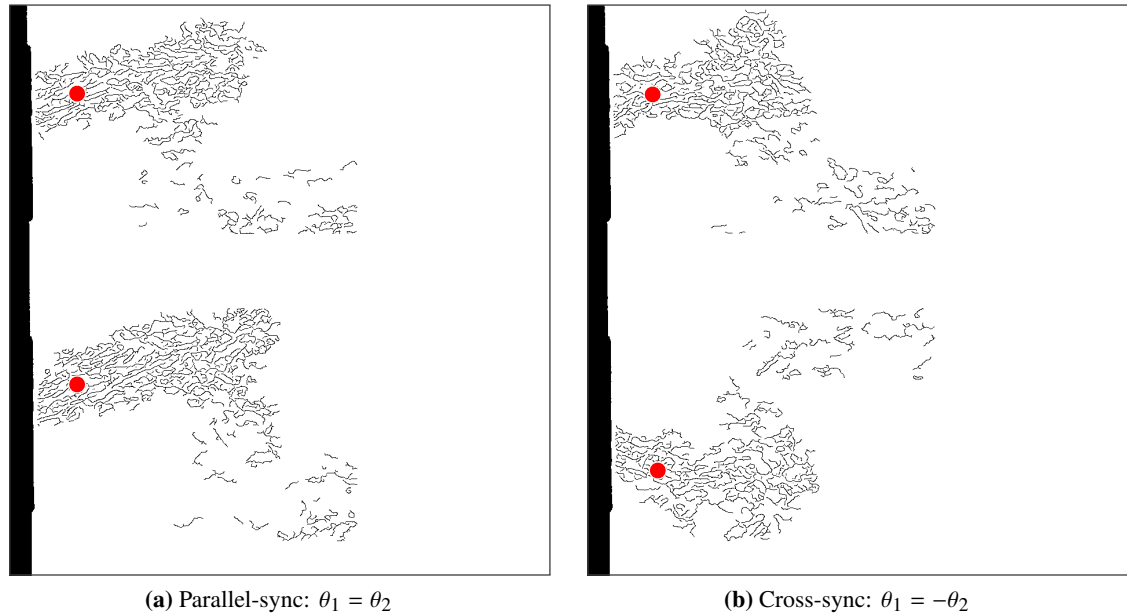 (a) Parallel-sync: θ₁ = θ₂
(b) Cross-sync: θ₁ = −θ₂